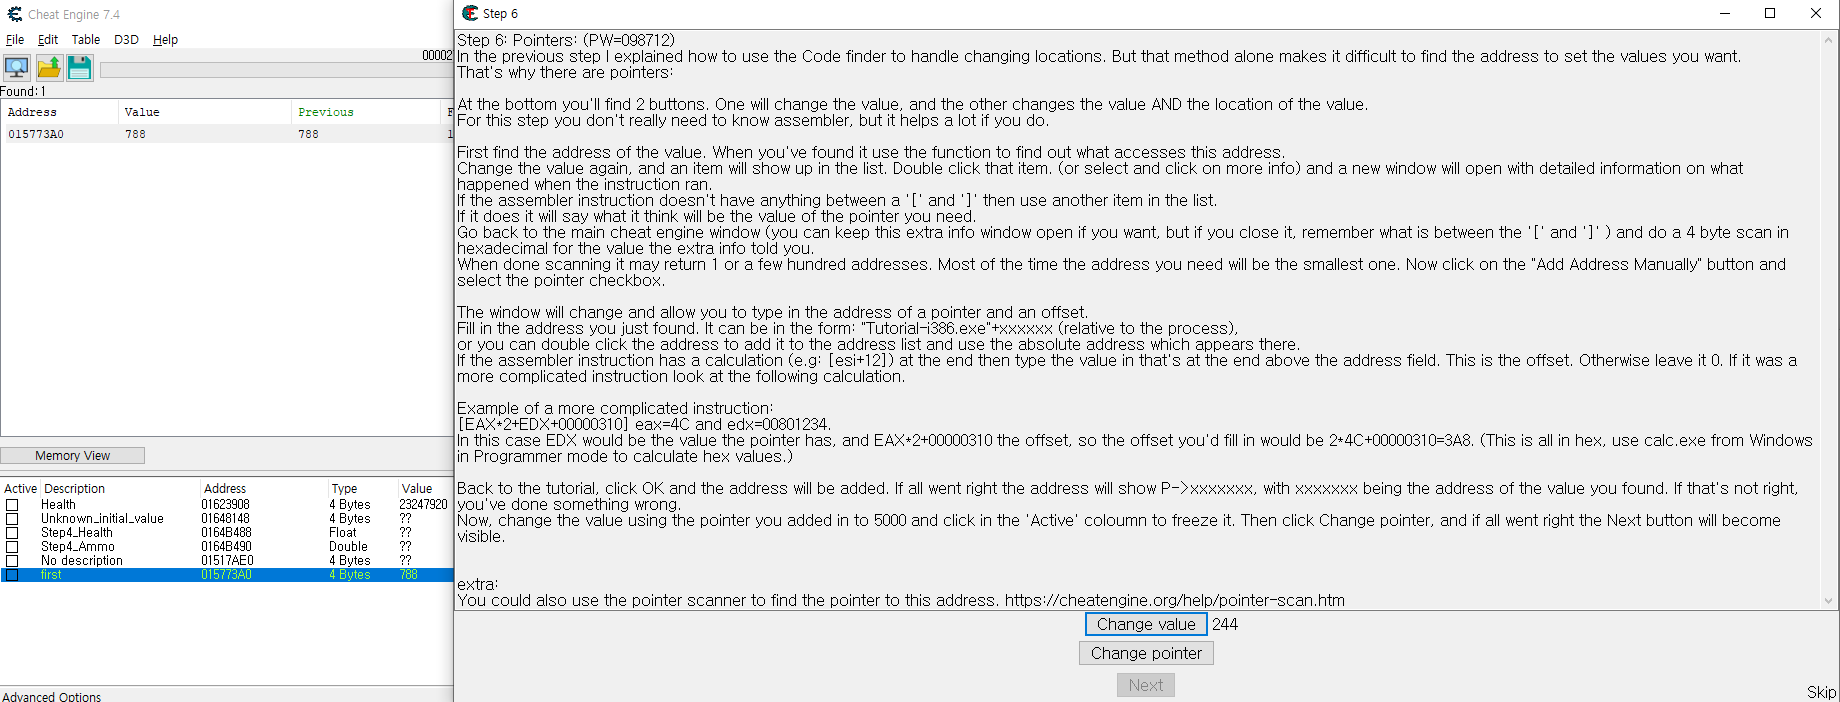 Cheat Engine 7.4
File Edit Table D3D Help
00002
Found: 1
Address Value Previous F
015773A0 788 788 1
Memory View
Active Description Address Type Value
Health 01623908 4 Bytes 23247920
Unknown_initial_value 01648148 4 Bytes ??
Step4_Health 0164B488 Float ??
Step4_Ammo 0164B490 Double ??
No description 01517AE0 4 Bytes ??
first 015773A0 4 Bytes 788
Advanced Options
Step 6
Step 6: Pointers: (PW=098712)
In the previous step I explained how to use the Code finder to handle changing locations. But that method alone makes it difficult to find the address to set the values you want.
That's why there are pointers:
At the bottom you'll find 2 buttons. One will change the value, and the other changes the value AND the location of the value.
For this step you don't really need to know assembler, but it helps a lot if you do.
First find the address of the value. When you've found it use the function to find out what accesses this address.
Change the value again, and an item will show up in the list. Double click that item. (or select and click on more info) and a new window will open with detailed information on what
happened when the instruction ran.
If the assembler instruction doesn't have anything between a '[' and ']' then use another item in the list.
If it does it will say what it think will be the value of the pointer you need.
Go back to the main cheat engine window (you can keep this extra info window open if you want, but if you close it, remember what is between the '[' and ']' ) and do a 4 byte scan in
hexadecimal for the value the extra info told you.
When done scanning it may return 1 or a few hundred addresses. Most of the time the address you need will be the smallest one. Now click on the "Add Address Manually" button and
select the pointer checkbox.
The window will change and allow you to type in the address of a pointer and an offset.
Fill in the address you just found. It can be in the form: "Tutorial-i386.exe"+xxxxxx (relative to the process),
or you can double click the address to add it to the address list and use the absolute address which appears there.
If the assembler instruction has a calculation (e.g: [esi+12]) at the end then type the value in that's at the end above the address field. This is the offset. Otherwise leave it 0. If it was a
more complicated instruction look at the following calculation.
Example of a more complicated instruction:
[EAX*2+EDX+00000310] eax=4C and edx=00801234.
In this case EDX would be the value the pointer has, and EAX*2+00000310 the offset, so the offset you'd fill in would be 2*4C+00000310=3A8. (This is all in hex, use calc.exe from Windows
in Programmer mode to calculate hex values.)
Back to the tutorial, click OK and the address will be added. If all went right the address will show P->xxxxxxx, with xxxxxxx being the address of the value you found. If that's not right,
you've done something wrong.
Now, change the value using the pointer you added in to 5000 and click in the 'Active' coloumn to freeze it. Then click Change pointer, and if all went right the Next button will become
visible.
extra:
You could also use the pointer scanner to find the pointer to this address. https://cheatengine.org/help/pointer-scan.htm
Change value 244
Change pointer
Next
Skip